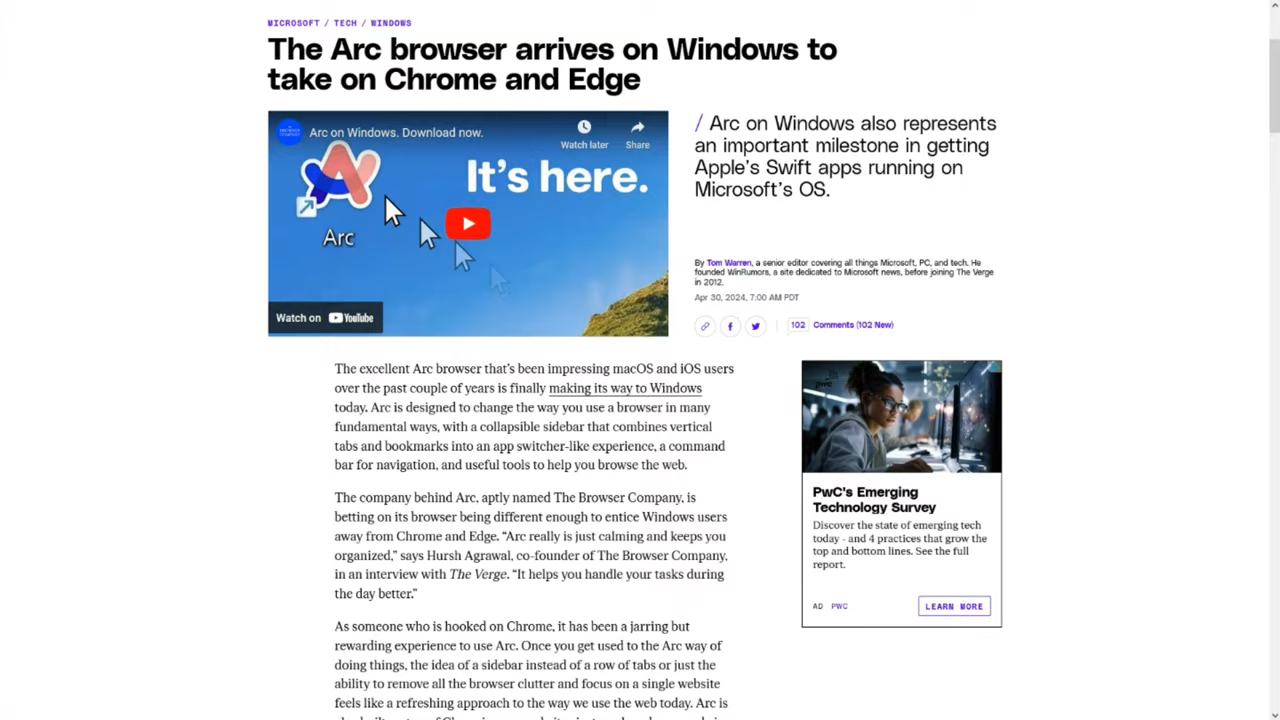 MICROSOFT / TECH / WINDOWS
The Arc browser arrives on Windows to
take on Chrome and Edge
Arc on Windows. Download now.
Watch later
Share
It's here.
Arc
Watch on YouTube
/ Arc on Windows also represents
an important milestone in getting
Apple's Swift apps running on
Microsoft's OS.
By Tom Warren, a senior editor covering all things Microsoft, PC, and tech. He
founded WinRumors, a site dedicated to Microsoft news, before joining The Verge
in 2012.
Apr 30, 2024, 7:00 AM PDT
102 Comments (102 New)
The excellent Arc browser that's been impressing macOS and iOS users
over the past couple of years is finally making its way to Windows
today. Arc is designed to change the way you use a browser in many
fundamental ways, with a collapsible sidebar that combines vertical
tabs and bookmarks into an app switcher-like experience, a command
bar for navigation, and useful tools to help you browse the web.
The company behind Arc, aptly named The Browser Company, is
betting on its browser being different enough to entice Windows users
away from Chrome and Edge. “Arc really is just calming and keeps you
organized,” says Hursh Agrawal, co-founder of The Browser Company,
in an interview with The Verge. “It helps you handle your tasks during
the day better.”
As someone who is hooked on Chrome, it has been a jarring but
rewarding experience to use Arc. Once you get used to the Arc way of
doing things, the idea of a sidebar instead of a row of tabs or just the
ability to remove all the browser clutter and focus on a single website
feels like a refreshing approach to the way we use the web today. Arc is
pwc
PwC's Emerging
Technology Survey
Discover the state of emerging tech
today - and 4 practices that grow the
top and bottom lines. See the full
report.
AD PWC
LEARN MORE